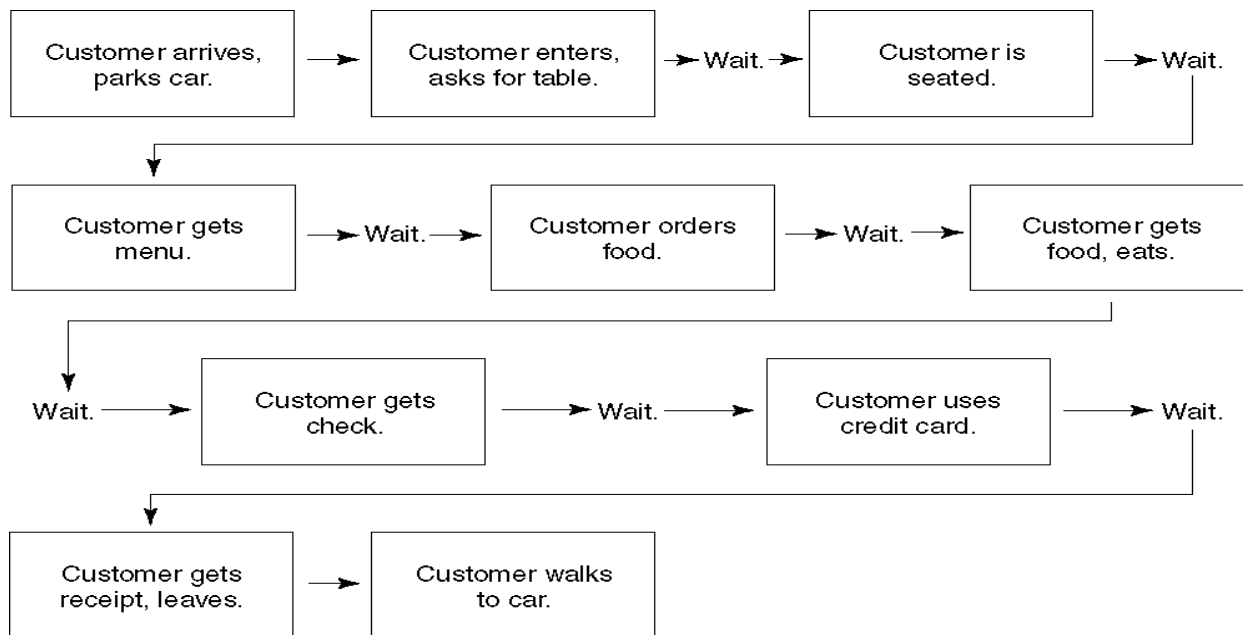 Customer arrives,
parks car.
Customer enters,
asks for table.
Wait.
Customer is
seated.
Wait.
Customer gets
menu.
Wait.
Customer orders
food.
Wait.
Customer gets
food, eats.
Wait.
Customer gets
check.
Wait.
Customer uses
credit card.
Wait.
Customer gets
receipt, leaves.
Customer walks
to car.